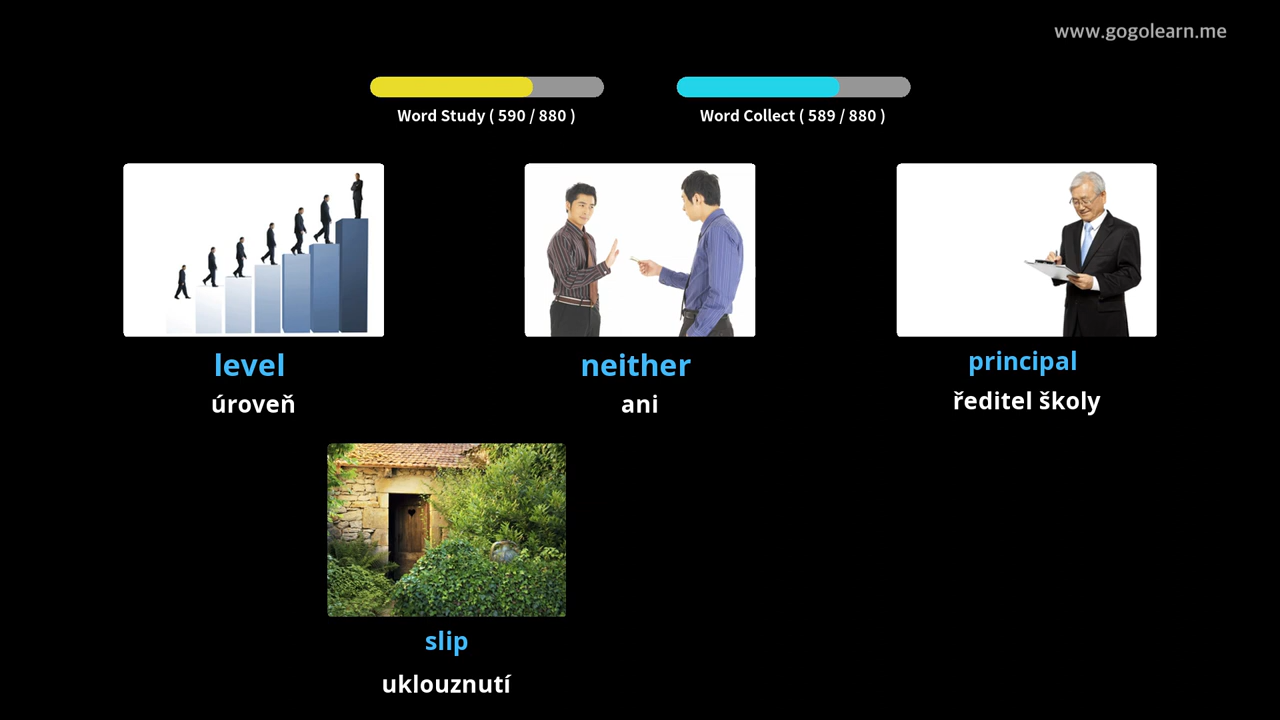 www.gogolearn.me
Word Study ( 590 / 880 )
Word Collect ( 589 / 880 )
level
neither
principal
úroveň
ani
ředitel školy
slip
uklouznutí